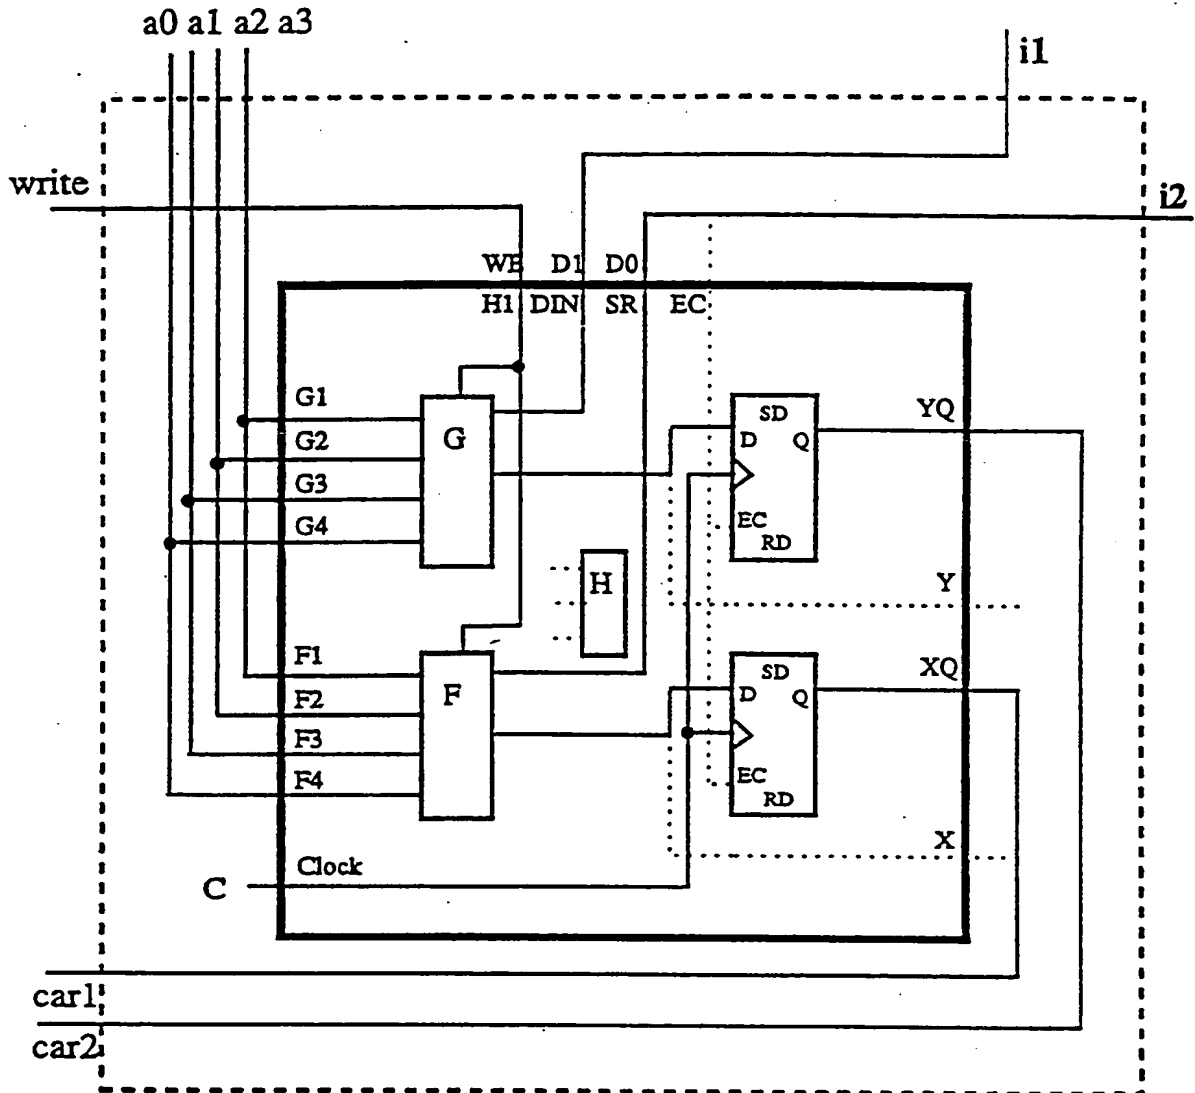 a0 a1 a2 a3
i1
write
i2
WE D1 D0
H1 DIN SR EC
G1
G
SD
YQ
G2
D Q
G3
G4
EC
RD
H
Y
F1
F
SD
XQ
F2
D Q
F3
F4
EC
RD
X
Clock
C
car1
car2